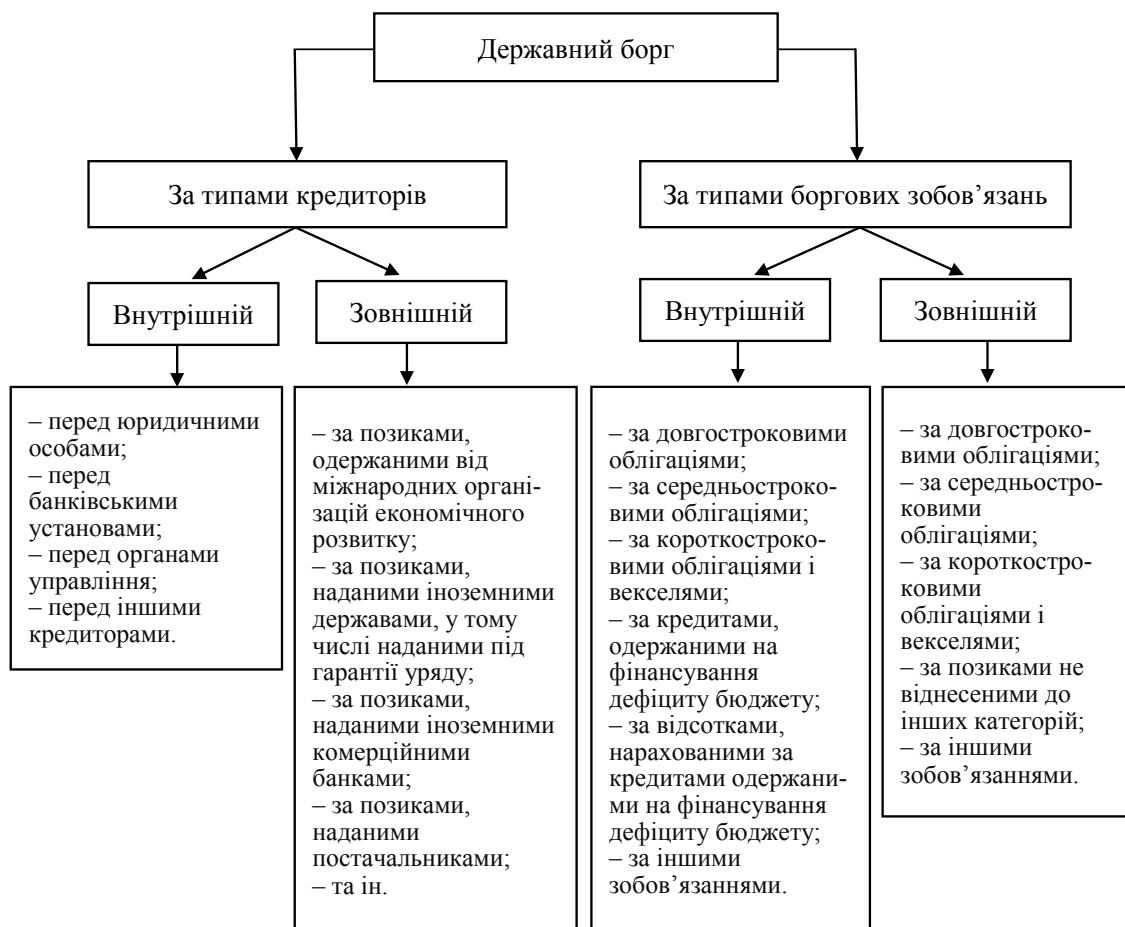 Державний борг
За типами кредиторів
За типами боргових зобов’язань
Внутрішній
Зовнішній
Внутрішній
Зовнішній
– перед юридичними
особами;
– перед
банківськими
установами;
– перед органами
управління;
– перед іншими
кредиторами.
– за позиками,
одержаними від
міжнародних органі-
зацій економічного
розвитку;
– за позиками,
наданими іноземними
державами, у тому
числі наданими під
гарантії уряду;
– за позиками,
наданими іноземними
комерційними
банками;
– за позиками,
наданими
постачальниками;
– та ін.
– за довгостроковими
облігаціями;
– за середньостроко-
вими облігаціями;
– за короткостроко-
вими облігаціями і
векселями;
– за кредитами,
одержаними на
фінансування
дефіциту бюджету;
– за відсотками,
нарахованими за
кредитами одержани-
ми на фінансування
дефіциту бюджету;
– за іншими
зобов’язаннями.
– за довгостроко-
вими облігаціями;
– за середньостро-
ковими
облігаціями;
– за короткостро-
ковими
облігаціями і
векселями;
– за позиками не
віднесеними до
інших категорій;
– за іншими
зобов’язаннями.